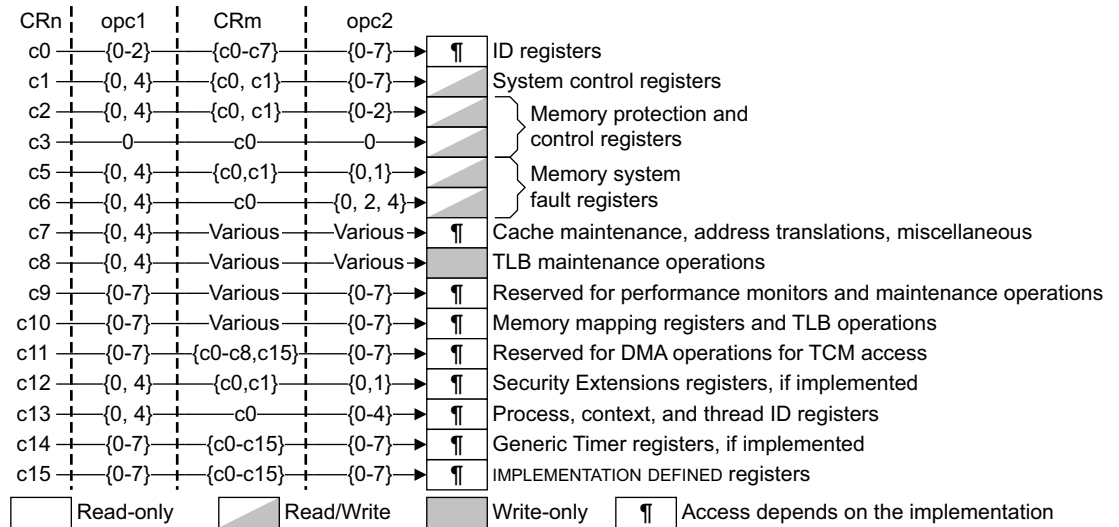 CRn opc1 CRm opc2
c0 {0-2} {c0-c7} {0-7} ¶ ID registers
c1 {0, 4} {c0, c1} {0-7} System control registers
c2 {0, 4} {c0, c1} {0-2} Memory protection and
c3 0 c0 0 control registers
c5 {0, 4} {c0,c1} {0,1} Memory system
c6 {0, 4} c0 {0, 2, 4} fault registers
c7 {0, 4} Various Various ¶ Cache maintenance, address translations, miscellaneous
c8 {0, 4} Various Various TLB maintenance operations
c9 {0-7} Various {0-7} ¶ Reserved for performance monitors and maintenance operations
c10 {0-7} Various {0-7} ¶ Memory mapping registers and TLB operations
c11 {0-7} {c0-c8,c15} {0-7} ¶ Reserved for DMA operations for TCM access
c12 {0, 4} {c0,c1} {0,1} ¶ Security Extensions registers, if implemented
c13 {0, 4} c0 {0-4} ¶ Process, context, and thread ID registers
c14 {0-7} {c0-c15} {0-7} ¶ Generic Timer registers, if implemented
c15 {0-7} {c0-c15} {0-7} ¶ IMPLEMENTATION DEFINED registers
Read-only Read/Write Write-only ¶ Access depends on the implementation